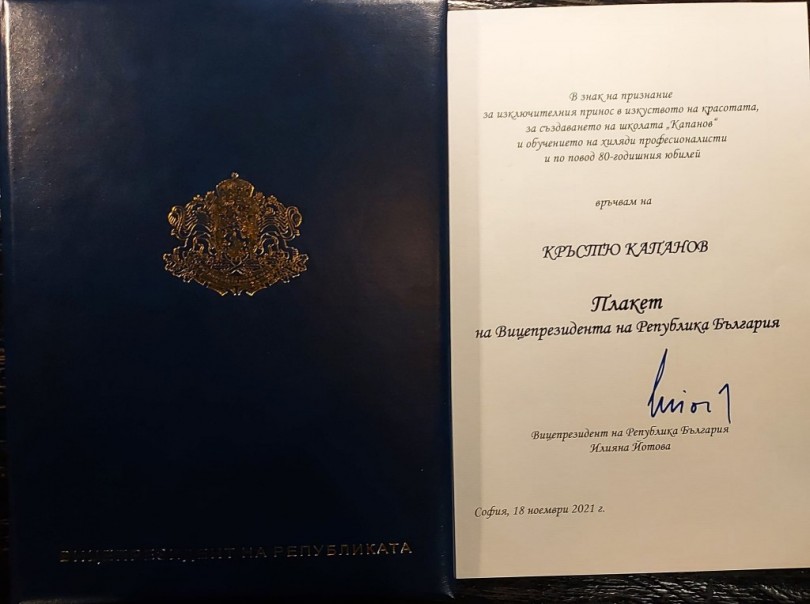 ВИЦЕПРЕЗИДЕНТ НА РЕПУБЛИКАТА
В знак на признание
за изключителния принос в изкуството на красотата,
за създаването на школата „Капанов“
и обучението на хиляди професионалисти
и по повод 80-годишния юбилей
връчвам на
КРЪСТЮ КАПАНОВ
Плакет
на Вицепрезидента на Република България
Вицепрезидент на Република България
Илияна Йотова
София, 18 ноември 2021 г.